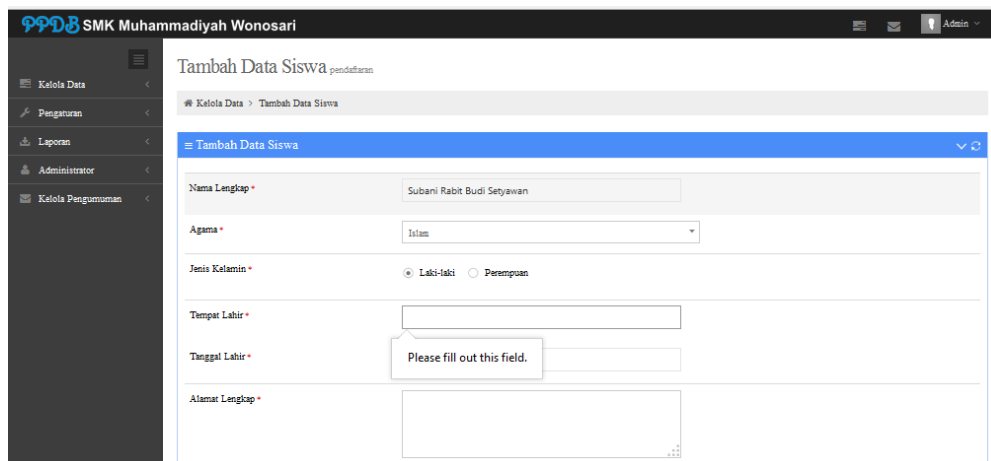 PPDB SMK Muhammadiyah Wonosari
Admin
Tambah Data Siswa pendaftaran
Kelola Data
Kelola Data > Tambah Data Siswa
Pengaturan
Laporan
Tambah Data Siswa
Administrator
Nama Lengkap *
Subani Rabit Budi Setyawan
Kelola Pengumuman
Agama *
Islam
Jenis Kelamin *
Laki-laki Perempuan
Tempat Lahir *
Please fill out this field.
Tanggal Lahir *
Alamat Lengkap *